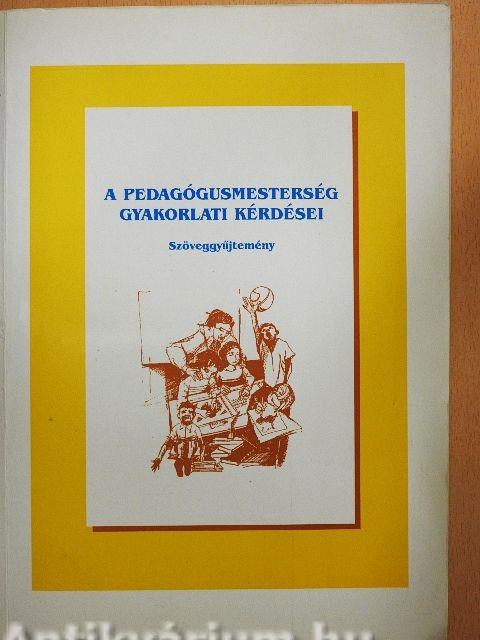 A PEDAGÓGUSMESTERSÉG
GYAKORLATI KÉRDÉSEI
Szöveggyűjtemény
Antikvárium.hu